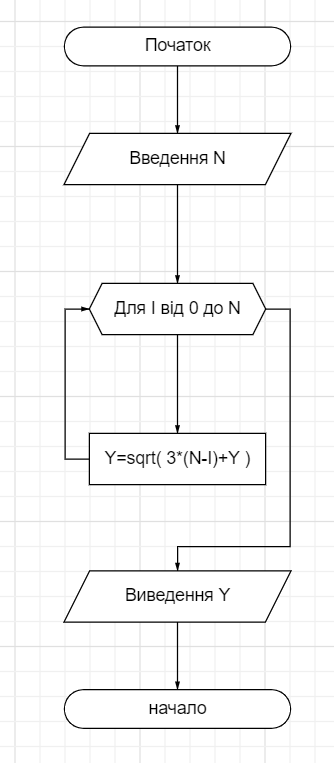 Початок
Введення N
Для I від 0 до N
Y=sqrt( 3*(N-I)+Y )
Виведення Y
начало